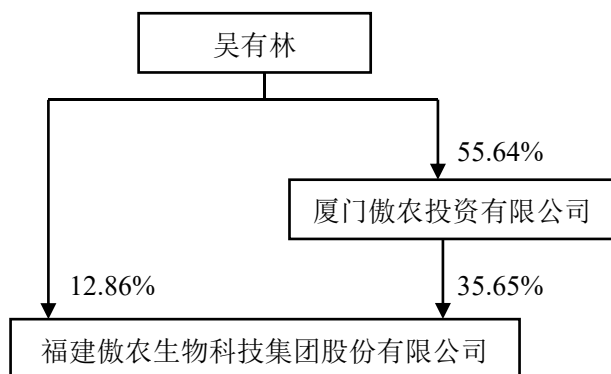 吴有林
55.64%
厦门傲农投资有限公司
12.86%
35.65%
福建傲农生物科技集团股份有限公司